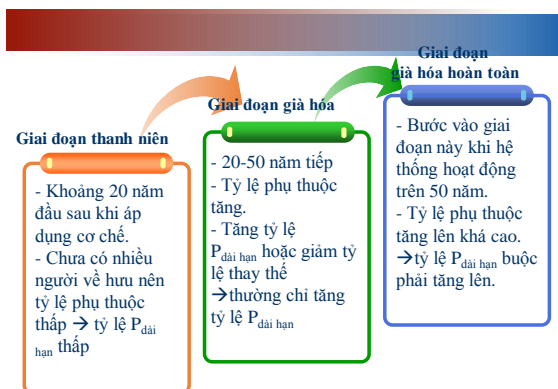 Giai đoạn thanh niên
- Khoảng 20 năm
đầu sau khi áp
dụng cơ chế.
- Chưa có nhiều
người về hưu nên
tỷ lệ phụ thuộc
thấp → tỷ lệ Pdài
hạn thấp
Giai đoạn già hóa
- 20-50 năm tiếp
- Tỷ lệ phụ thuộc
tăng.
- Tăng tỷ lệ
Pdài hạn hoặc giảm tỷ
lệ thay thế
→thường chỉ tăng
tỷ lệ Pdài hạn
Giai đoạn
già hóa hoàn toàn
- Bước vào giai
đoạn này khi hệ
thống hoạt động
trên 50 năm.
- Tỷ lệ phụ thuộc
tăng lên khá cao.
→tỷ lệ Pdài hạn buộc
phải tăng lên.